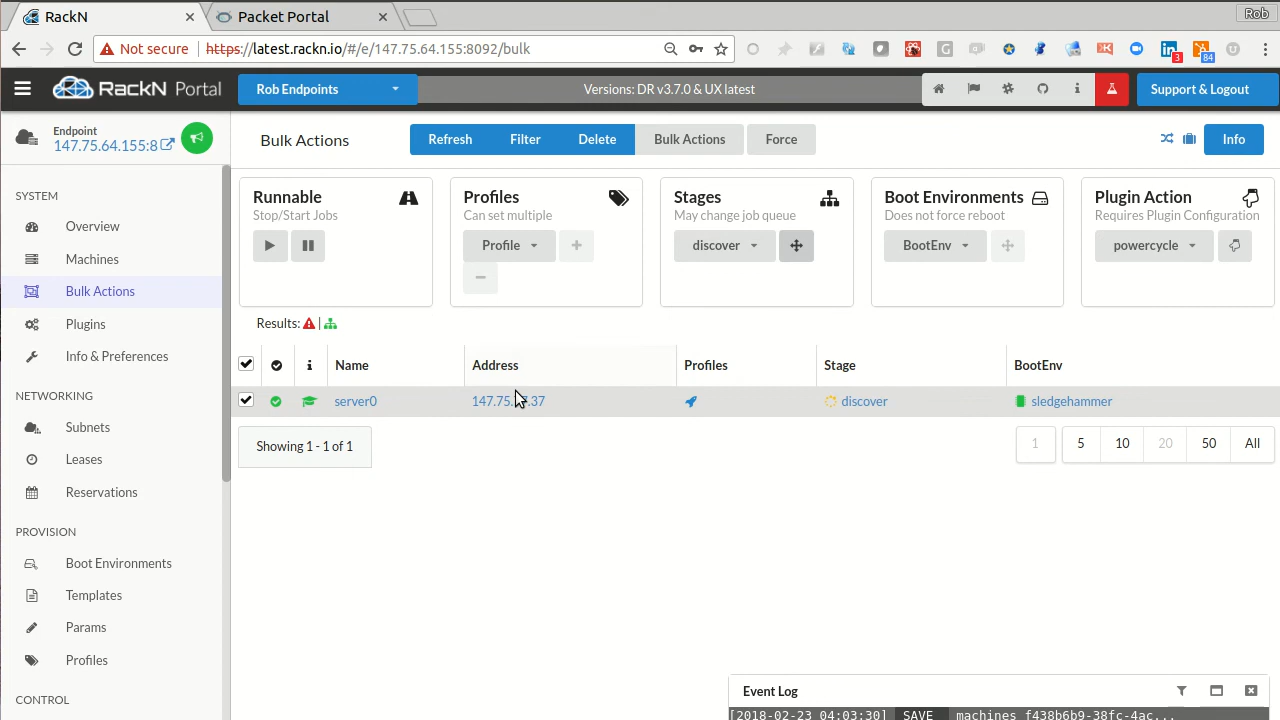 RackN
Packet Portal
Rob
Not secure
https://latest.rackn.io/#/e/147.75.64.155:8092/bulk
3
84
RackN Portal
Rob Endpoints
Versions: DR v3.7.0 & UX latest
Support & Logout
Endpoint
147.75.64.155:8
Bulk Actions
Refresh
Filter
Delete
Bulk Actions
Force
Info
SYSTEM
Overview
Machines
Bulk Actions
Plugins
Info & Preferences
NETWORKING
Subnets
Leases
Reservations
PROVISION
Boot Environments
Templates
Params
Profiles
CONTROL
Runnable
Stop/Start Jobs
Profiles
Can set multiple
Profile
Stages
May change job queue
discover
Boot Environments
Does not force reboot
BootEnv
Plugin Action
Requires Plugin Configuration
powercycle
Results:
Name
Address
Profiles
Stage
BootEnv
server0
discover
sledgehammer
Showing 1 - 1 of 1
1
5
10
20
50
All
Event Log
[2018-02-23 04:03:30] SAVE machines f438b6b9-38fc-4ac...